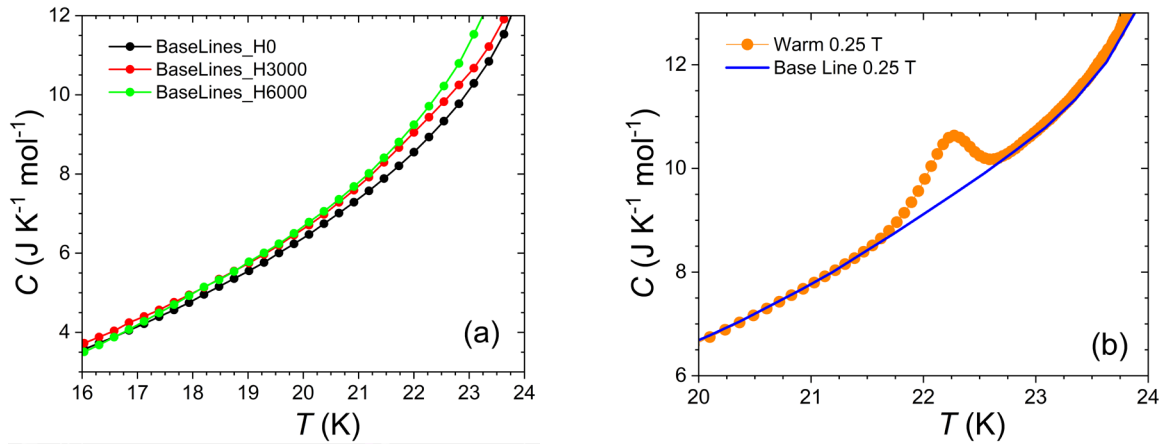 12
10
8
6
4
C (J K⁻¹ mol⁻¹)
BaseLines_H0
BaseLines_H3000
BaseLines_H6000
(a)
16 17 18 19 20 21 22 23 24
T (K)
12
10
8
6
C (J K⁻¹ mol⁻¹)
Warm 0.25 T
Base Line 0.25 T
(b)
20 21 22 23 24
T (K)